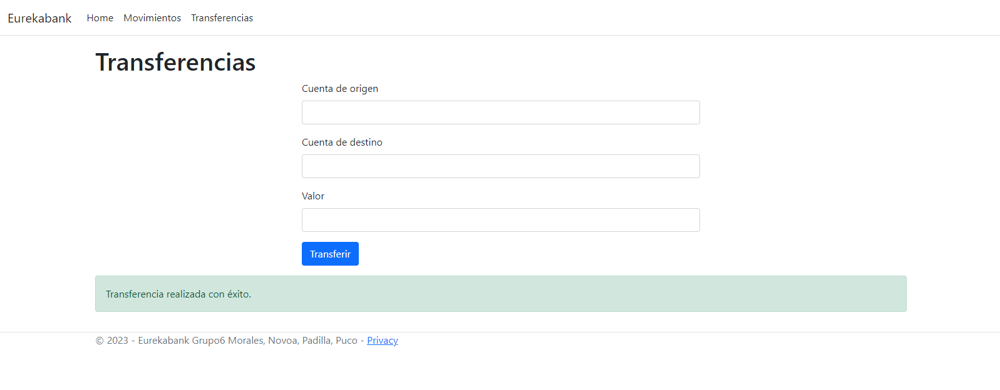 Eurekabank Home Movimientos Transferencias
Transferencias
Cuenta de origen
Cuenta de destino
Valor
Transferir
Transferencia realizada con éxito.
© 2023 - Eurekabank Grupo6 Morales, Novoa, Padilla, Puco - Privacy